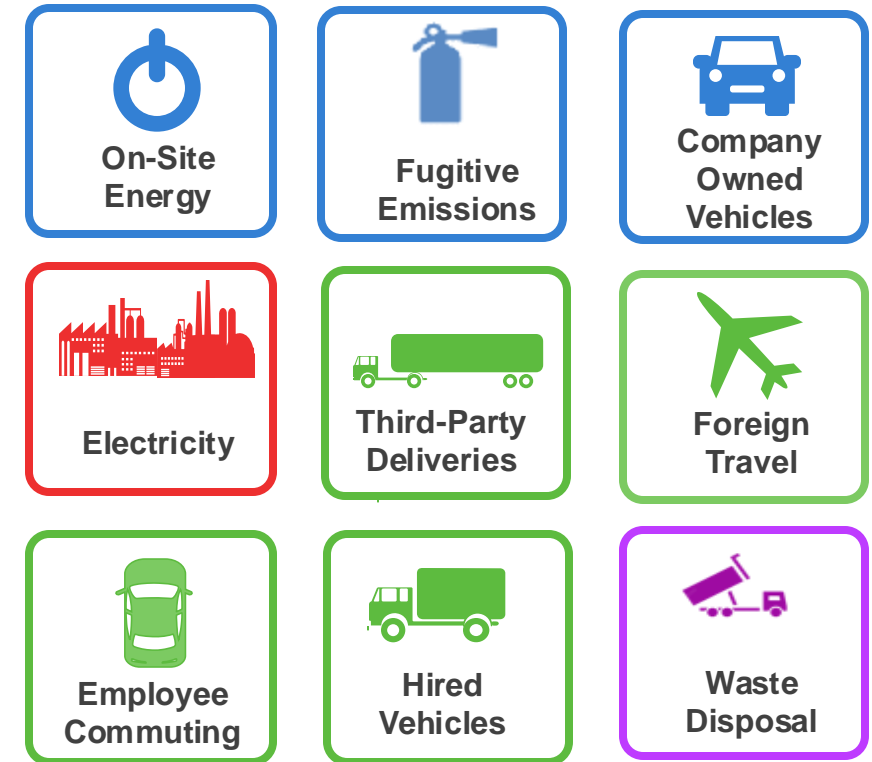 On-Site
Energy
Fugitive
Emissions
Company
Owned
Vehicles
Electricity
Third-Party
Deliveries
Foreign
Travel
Employee
Commuting
Hired
Vehicles
Waste
Disposal